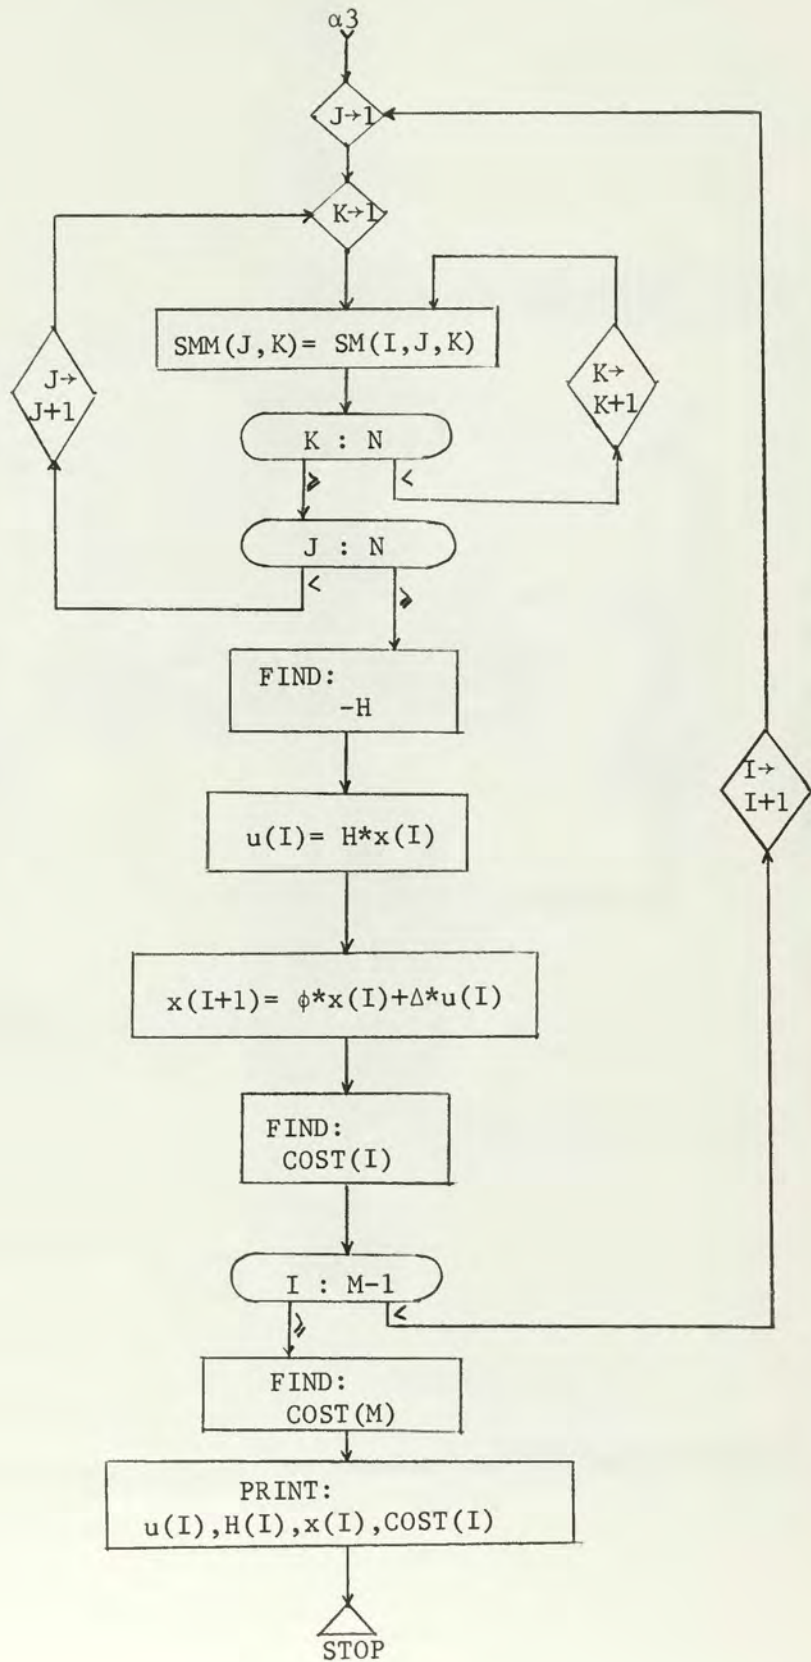 α3
J→1
K→1
SMM(J,K)= SM(I,J,K)
J→
J+1
K→
K+1
K : N
⩾ <
J : N
< ⩾
FIND:
-H
I→
I+1
u(I)= H*x(I)
x(I+1)= ϕ*x(I)+Δ*u(I)
FIND:
COST(I)
I : M-1
⩾ <
FIND:
COST(M)
PRINT:
u(I),H(I),x(I),COST(I)
STOP